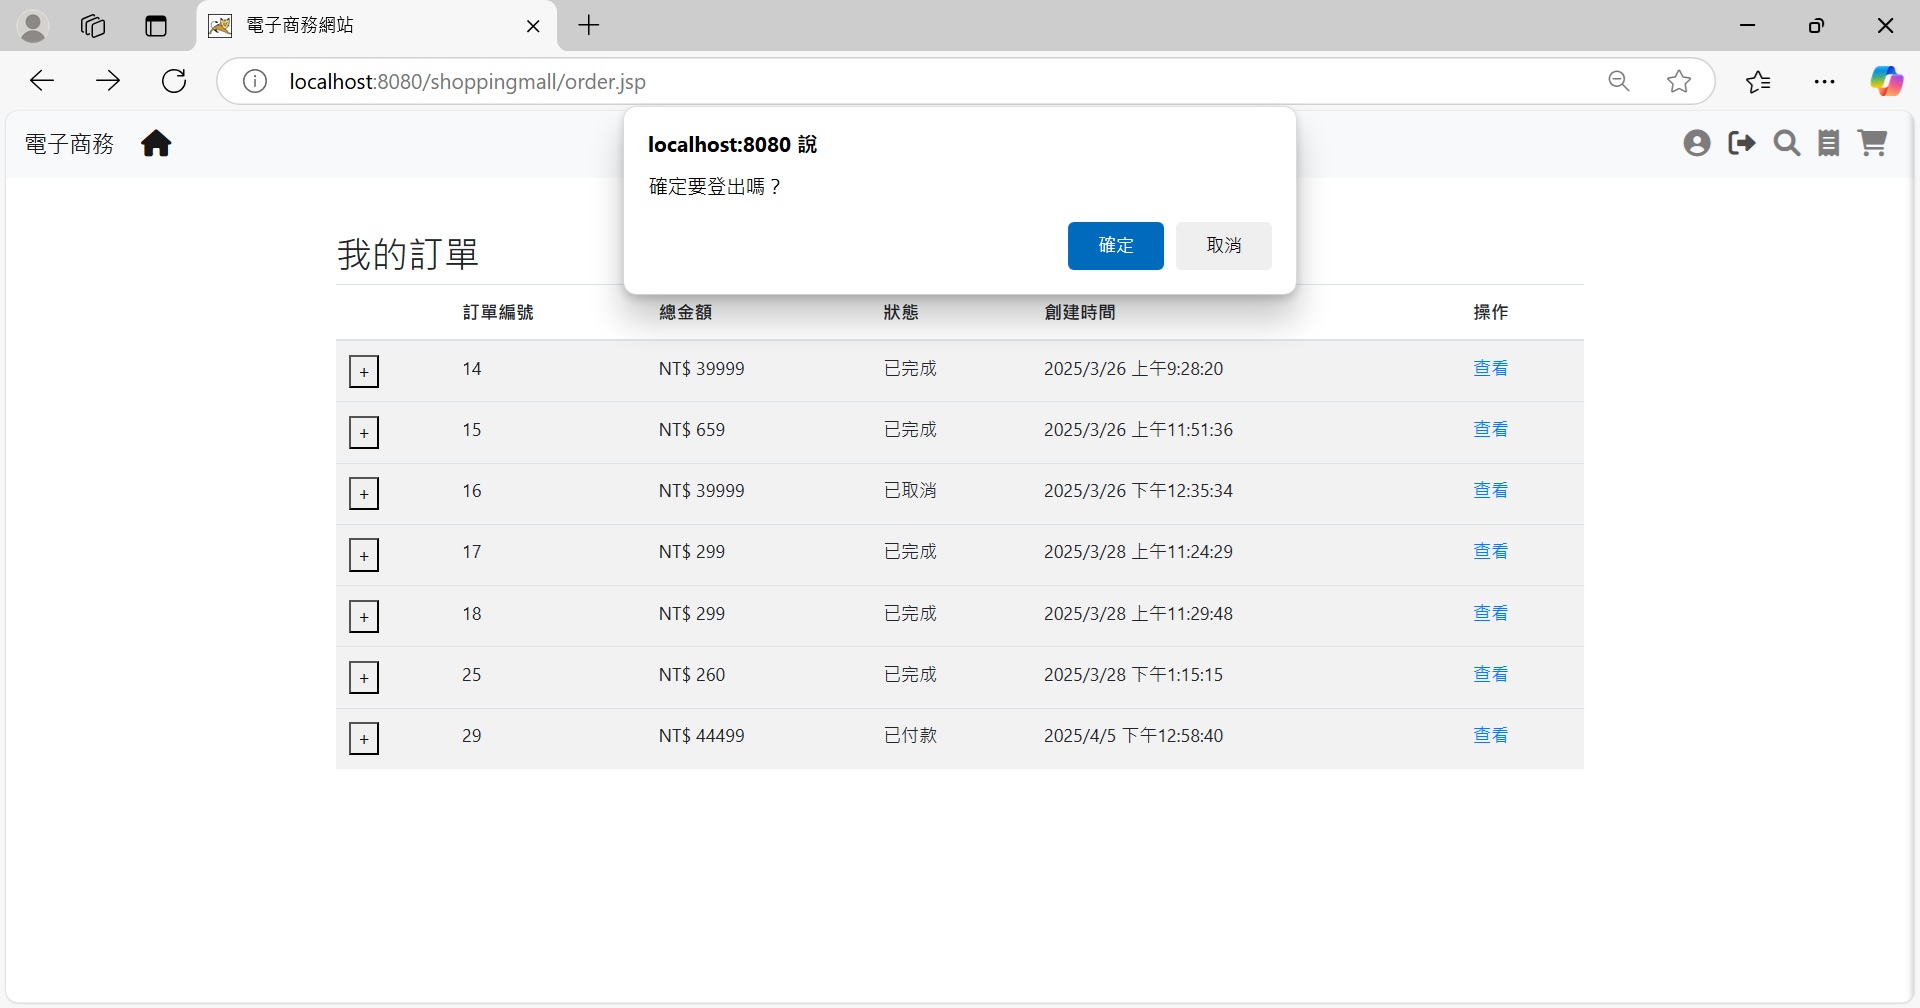 電子商務網站
localhost:8080/shoppingmall/order.jsp
電子商務
localhost:8080 說
確定要登出嗎？
確定 取消
我的訂單
訂單編號 總金額 狀態 創建時間 操作
+ 14 NT$ 39999 已完成 2025/3/26 上午9:28:20 查看
+ 15 NT$ 659 已完成 2025/3/26 上午11:51:36 查看
+ 16 NT$ 39999 已取消 2025/3/26 下午12:35:34 查看
+ 17 NT$ 299 已完成 2025/3/28 上午11:24:29 查看
+ 18 NT$ 299 已完成 2025/3/28 上午11:29:48 查看
+ 25 NT$ 260 已完成 2025/3/28 下午1:15:15 查看
+ 29 NT$ 44499 已付款 2025/4/5 下午12:58:40 查看